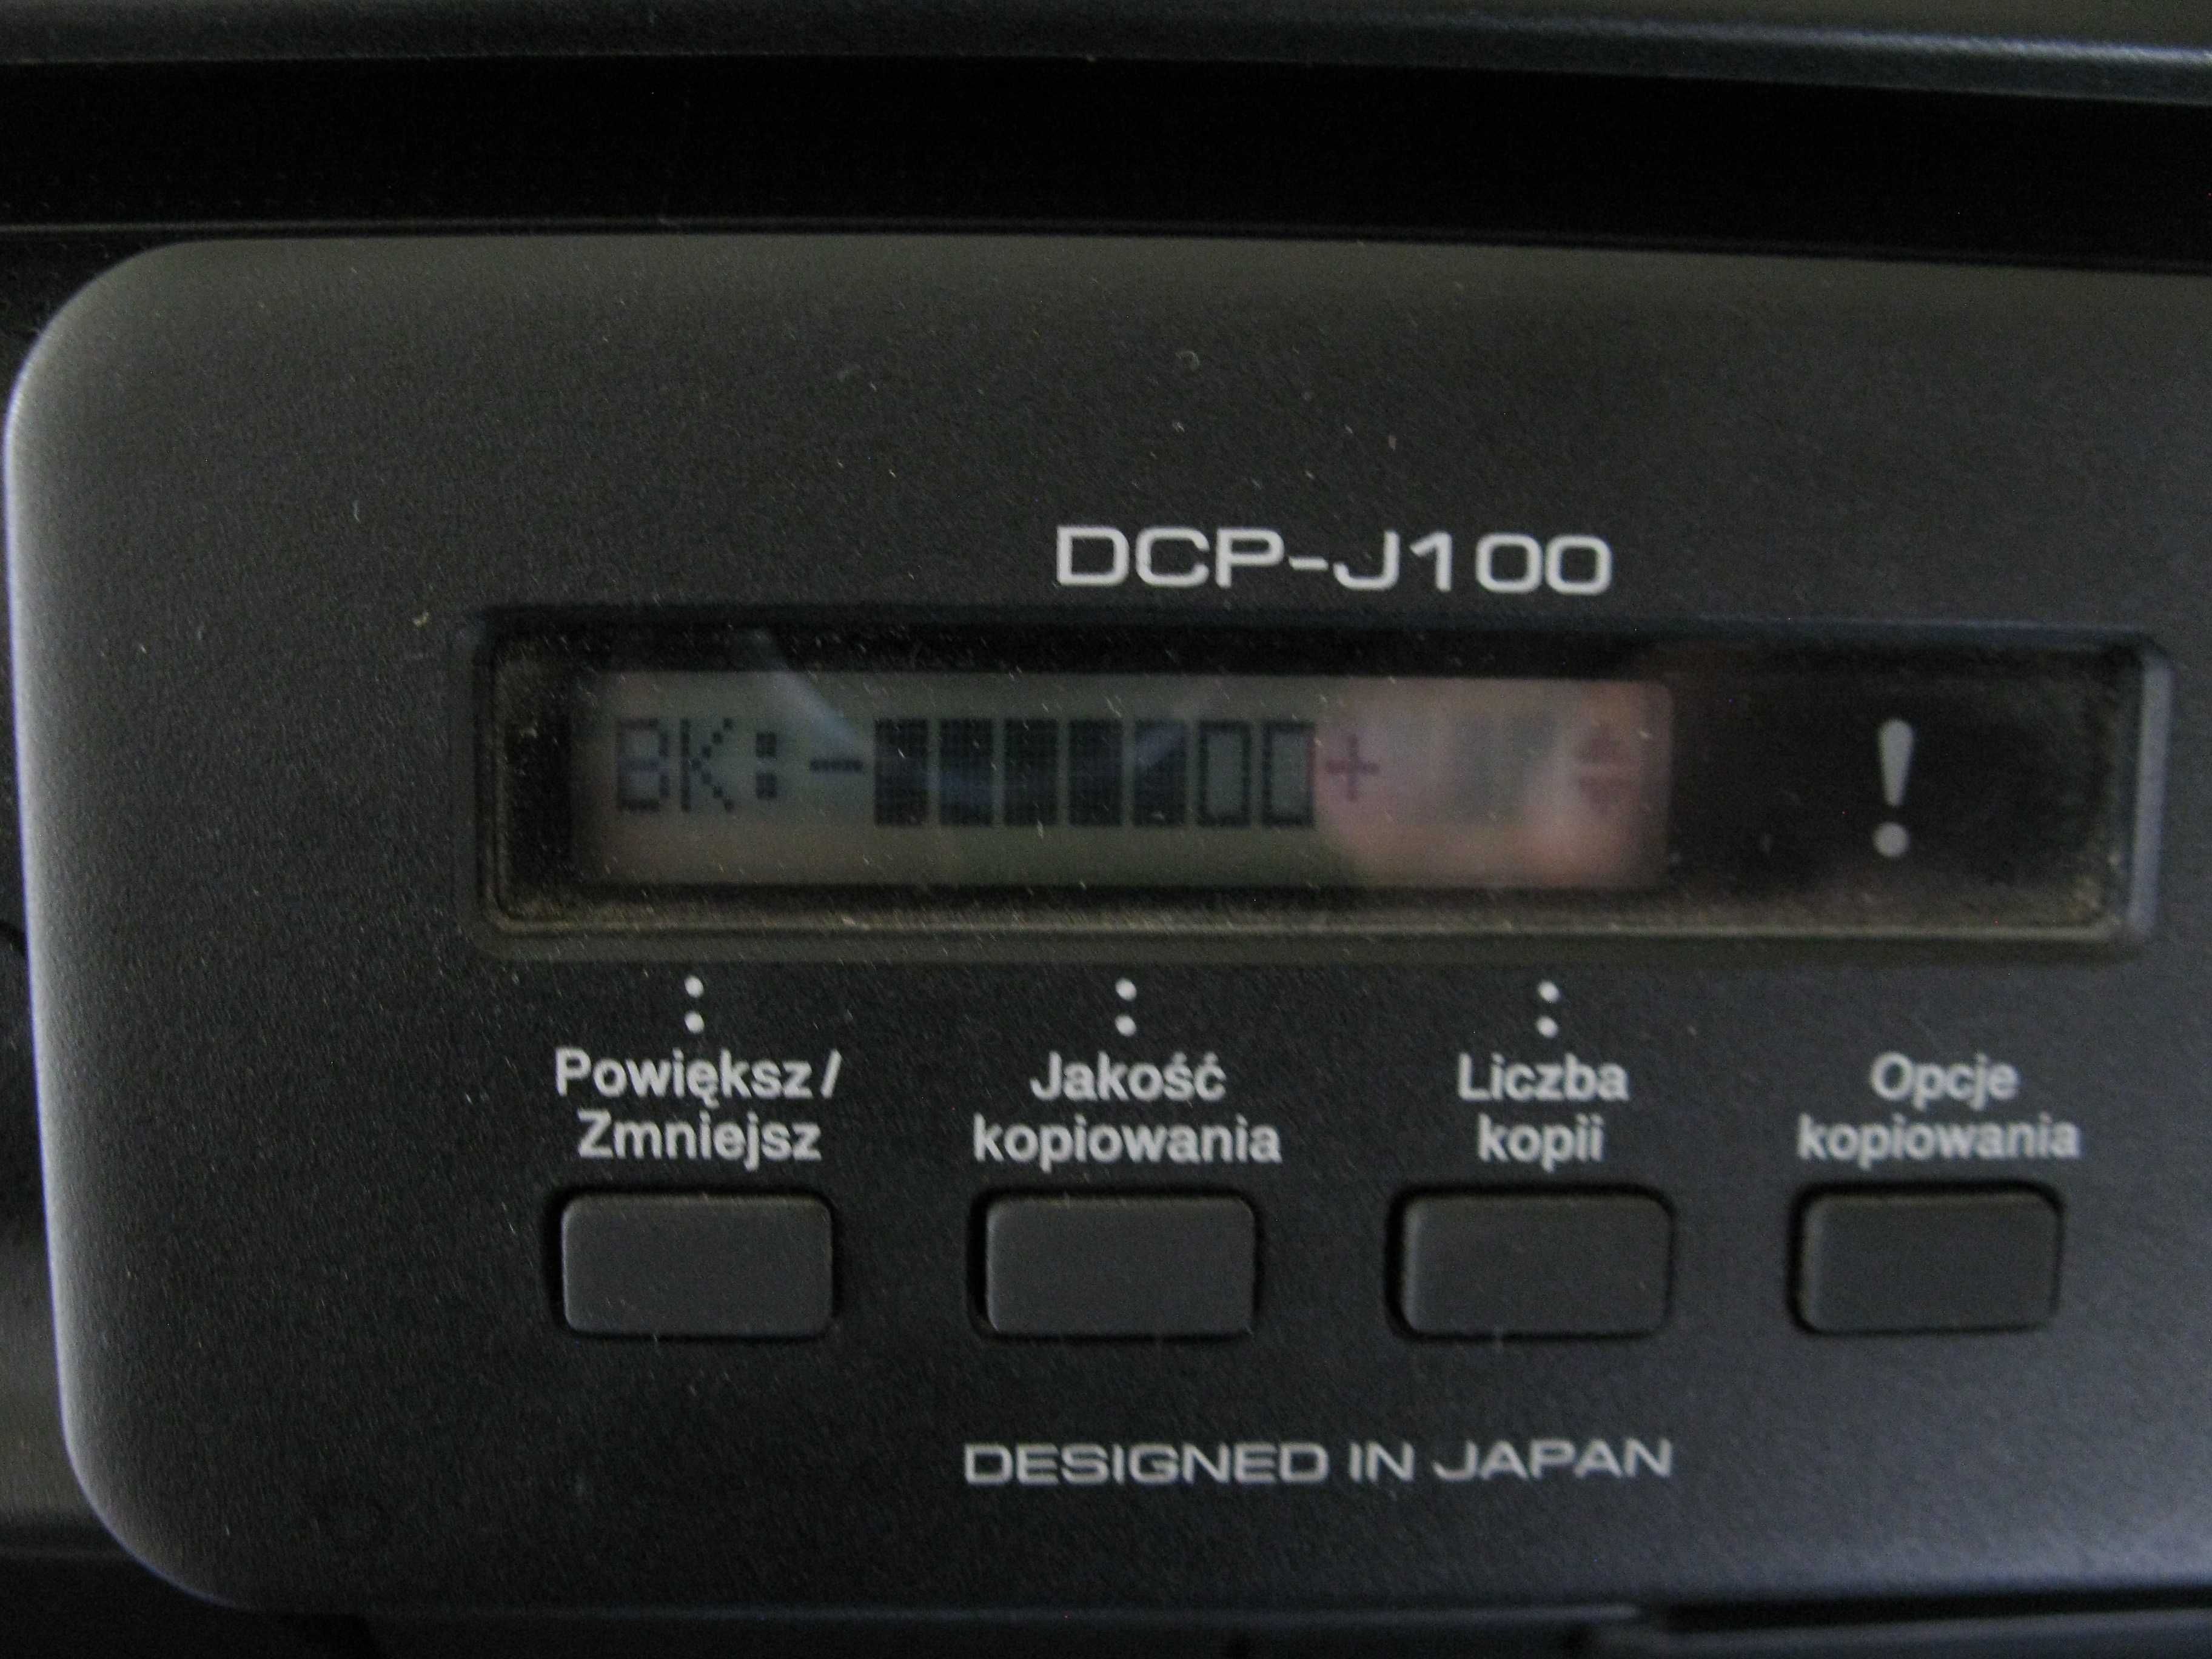 DCP-J100
BK:-■■■■■□□+ ▲▼
!
Powiększ/
Zmniejsz
Jakość
kopiowania
Liczba
kopii
Opcje
kopiowania
DESIGNED IN JAPAN